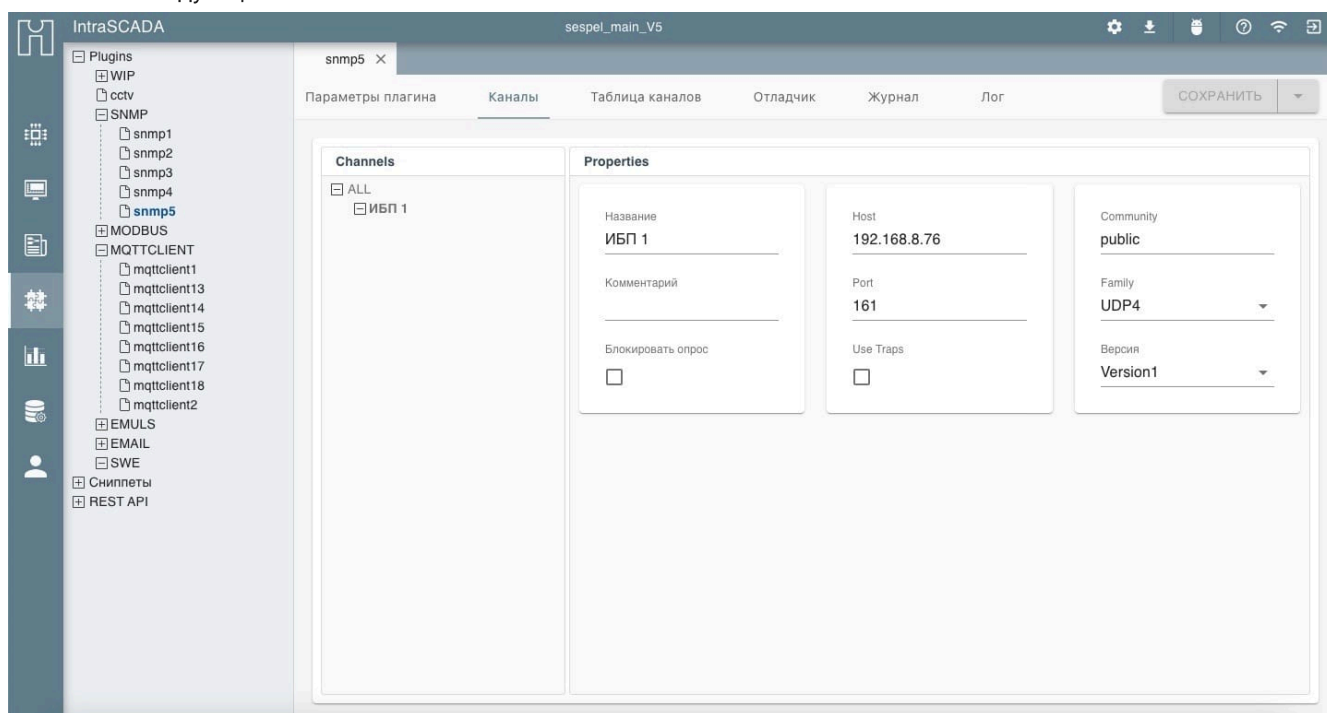 IntraSCADA
sespel_main_V5
Plugins
WIP
cctv
SNMP
snmp1
snmp2
snmp3
snmp4
snmp5
MODBUS
MQTTCLIENT
mqttclient1
mqttclient13
mqttclient14
mqttclient15
mqttclient16
mqttclient17
mqttclient18
mqttclient2
EMULS
EMAIL
SWE
Сниппеты
REST API
snmp5
Параметры плагина Каналы Таблица каналов Отладчик Журнал Лог СОХРАНИТЬ
Channels
ALL
ИБП 1
Properties
Название
ИБП 1
Комментарий
Блокировать опрос
Host
192.168.8.76
Port
161
Use Traps
Community
public
Family
UDP4
Версия
Version1